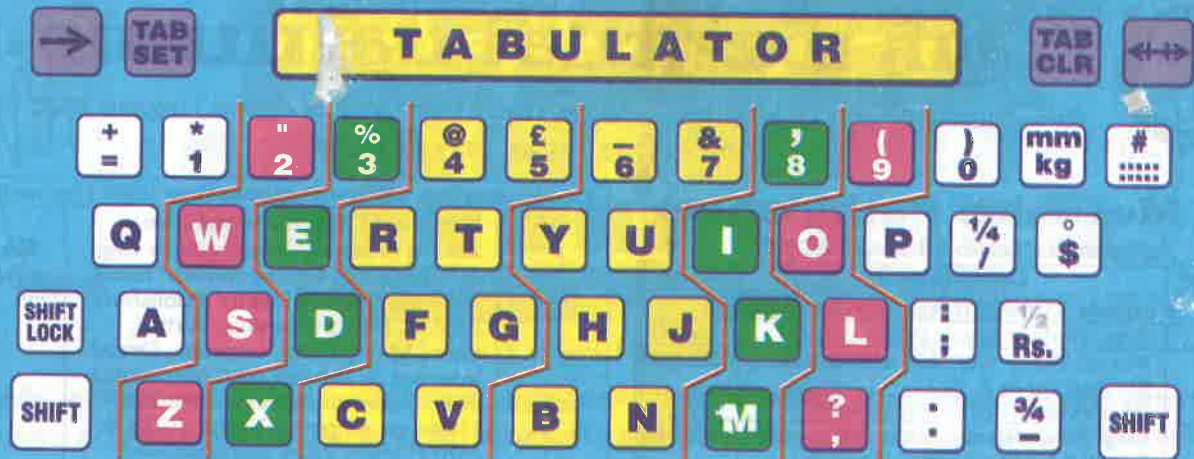 → TAB SET TABULATOR TAB CLR ↔
+ * " % @ £ _ & ' ( ) mm #
= 1 2 3 4 5 6 7 8 9 0 kg :::::
Q W E R T Y U I O P ¼ / ° $
SHIFT LOCK A S D F G H J K L : ; ½ Rs.
SHIFT Z X C V B N M ? , . . ¾ – SHIFT